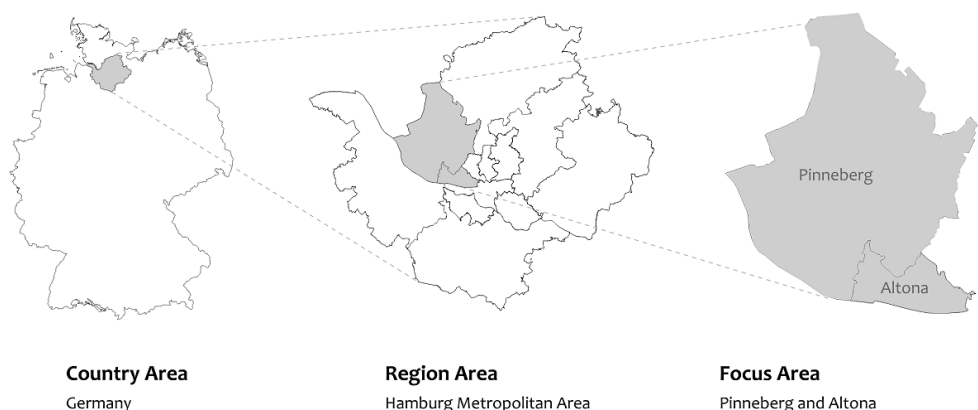 Pinneberg
Altona
Country Area
Germany
Region Area
Hamburg Metropolitan Area
Focus Area
Pinneberg and Altona